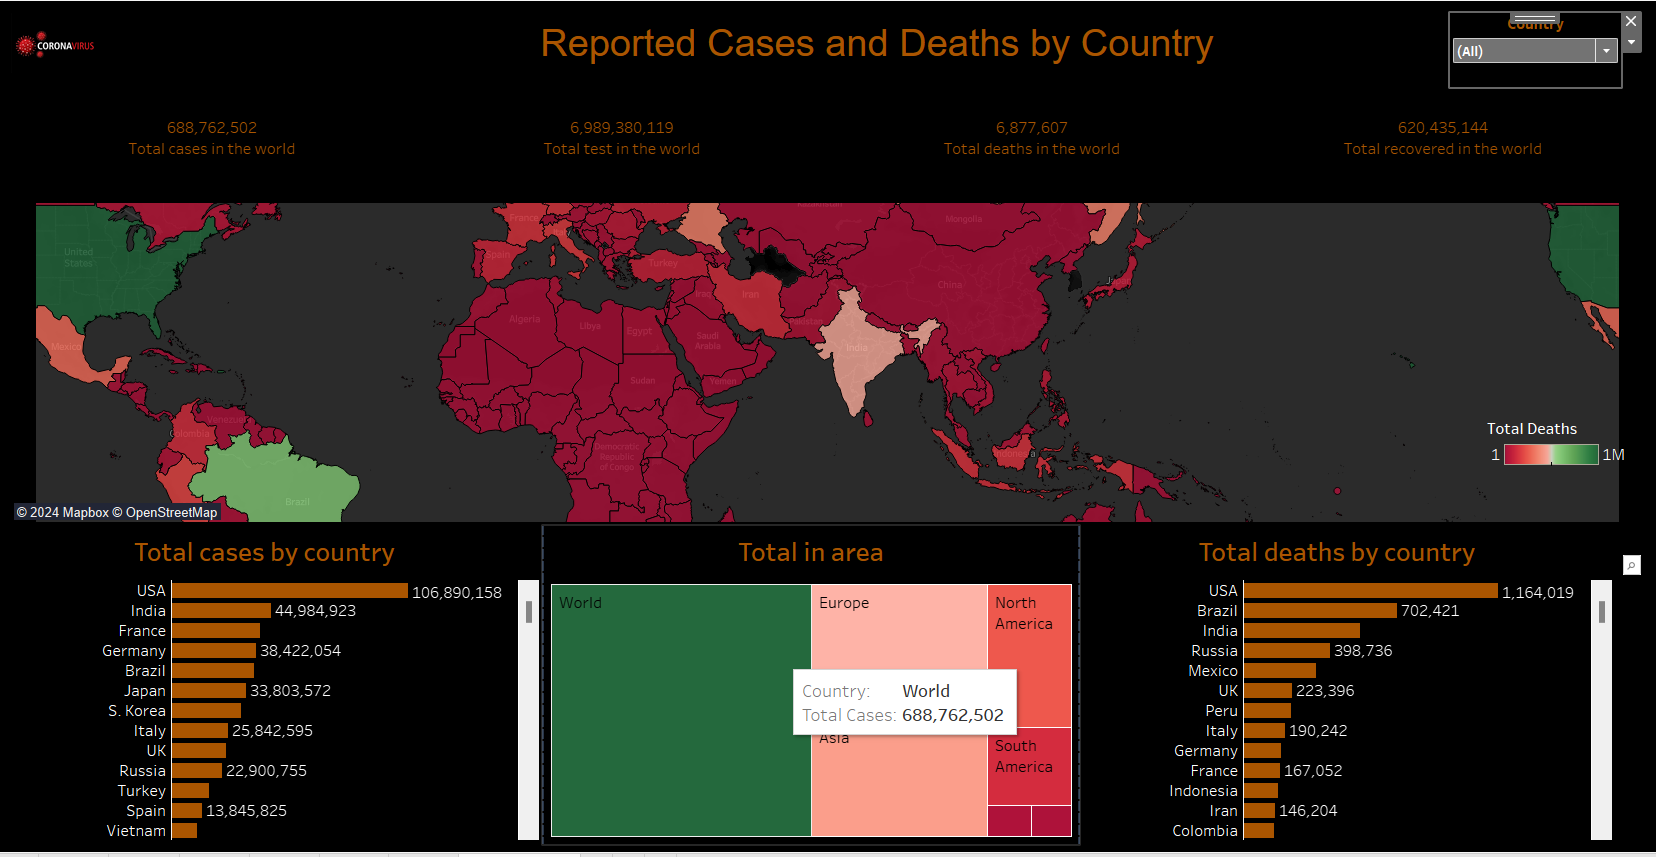 CORONAVIRUS
Reported Cases and Deaths by Country
Country
(All)
688,762,502
Total cases in the world
6,989,380,119
Total test in the world
6,877,607
Total deaths in the world
620,435,144
Total recovered in the world
United
States
Mexico
Venezuela
Colombia
Brazil
France
Spain
Italy
Turkey
Algeria
Libya
Egypt
Sudan
Democratic
Republic
of Congo
Iraq
Iran
Saudi
Arabia
Yemen
Kazakhstan
Mongolia
China
Pakistan
India
Indonesia
Total Deaths
1
1M
© 2024 Mapbox © OpenStreetMap
Total cases by country
USA 106,890,158
India 44,984,923
France
Germany 38,422,054
Brazil
Japan 33,803,572
S. Korea
Italy 25,842,595
UK
Russia 22,900,755
Turkey
Spain 13,845,825
Vietnam
Total in area
World
Europe
North
America
Country: World
Total Cases: 688,762,502
Asia
South
America
Total deaths by country
USA 1,164,019
Brazil 702,421
India
Russia 398,736
Mexico
UK 223,396
Peru
Italy 190,242
Germany
France 167,052
Indonesia
Iran 146,204
Colombia